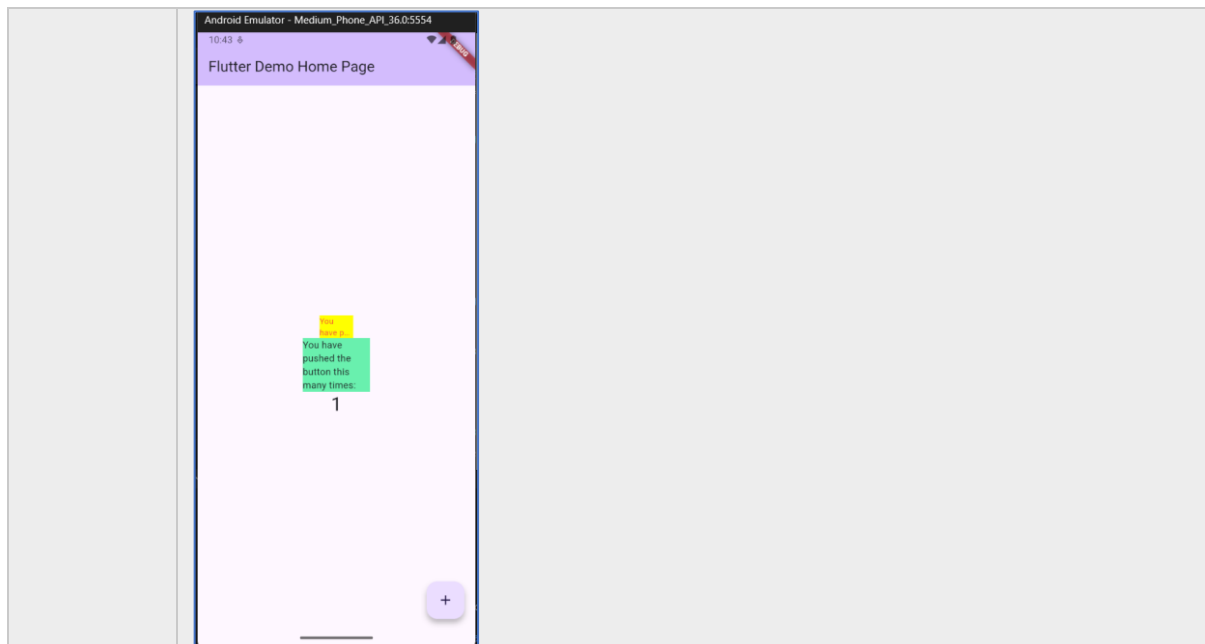 Android Emulator - Medium_Phone_API_36.0:5554
10:43
DEBUG
Flutter Demo Home Page
You
have p...
You have
pushed the
button this
many times:
1
+